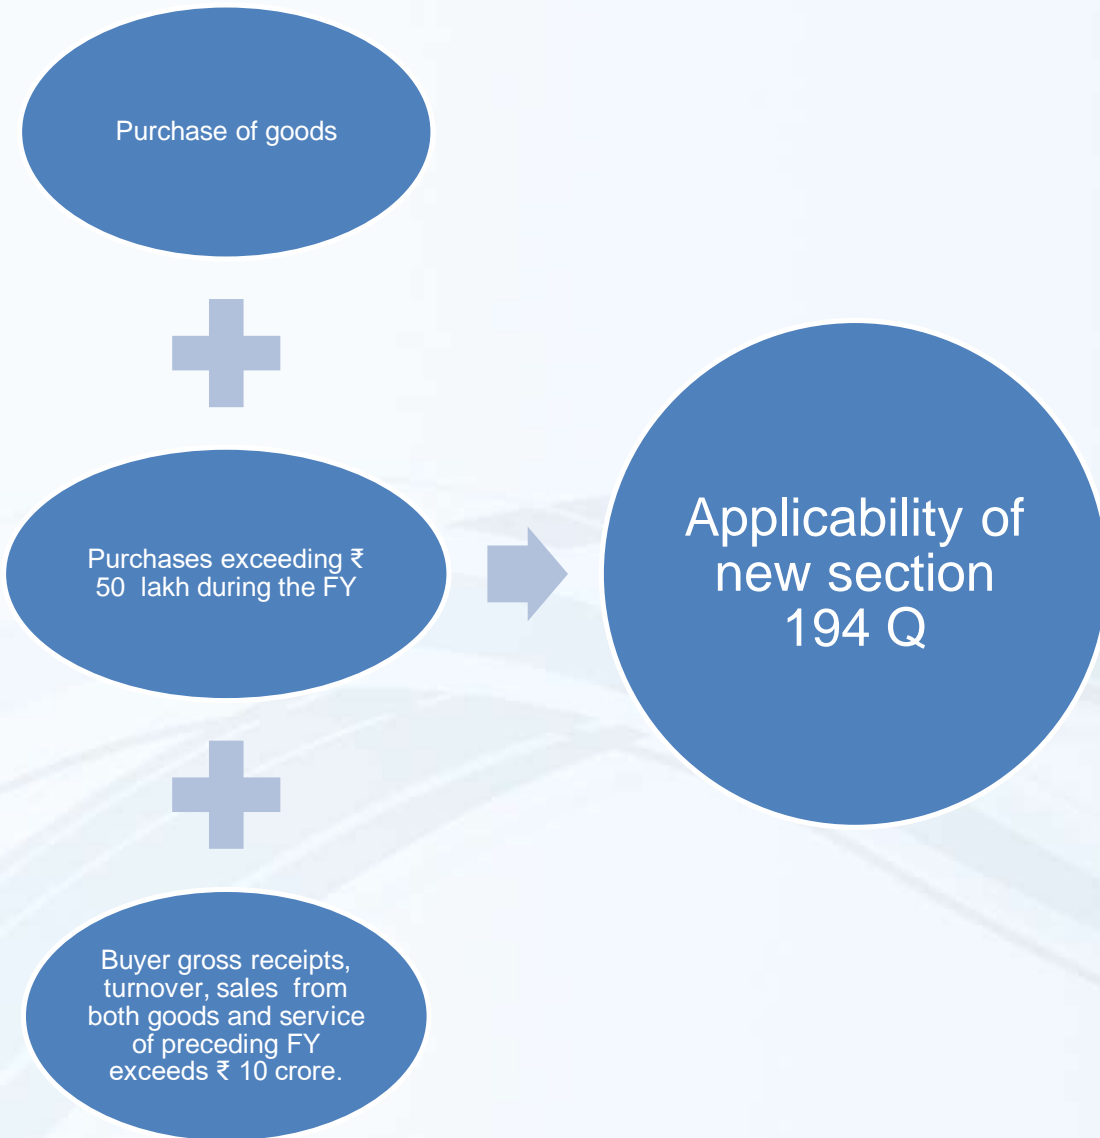 Purchase of goods
Purchases exceeding ₹
50 lakh during the FY
Applicability of
new section
194 Q
Buyer gross receipts,
turnover, sales from
both goods and service
of preceding FY
exceeds ₹ 10 crore.